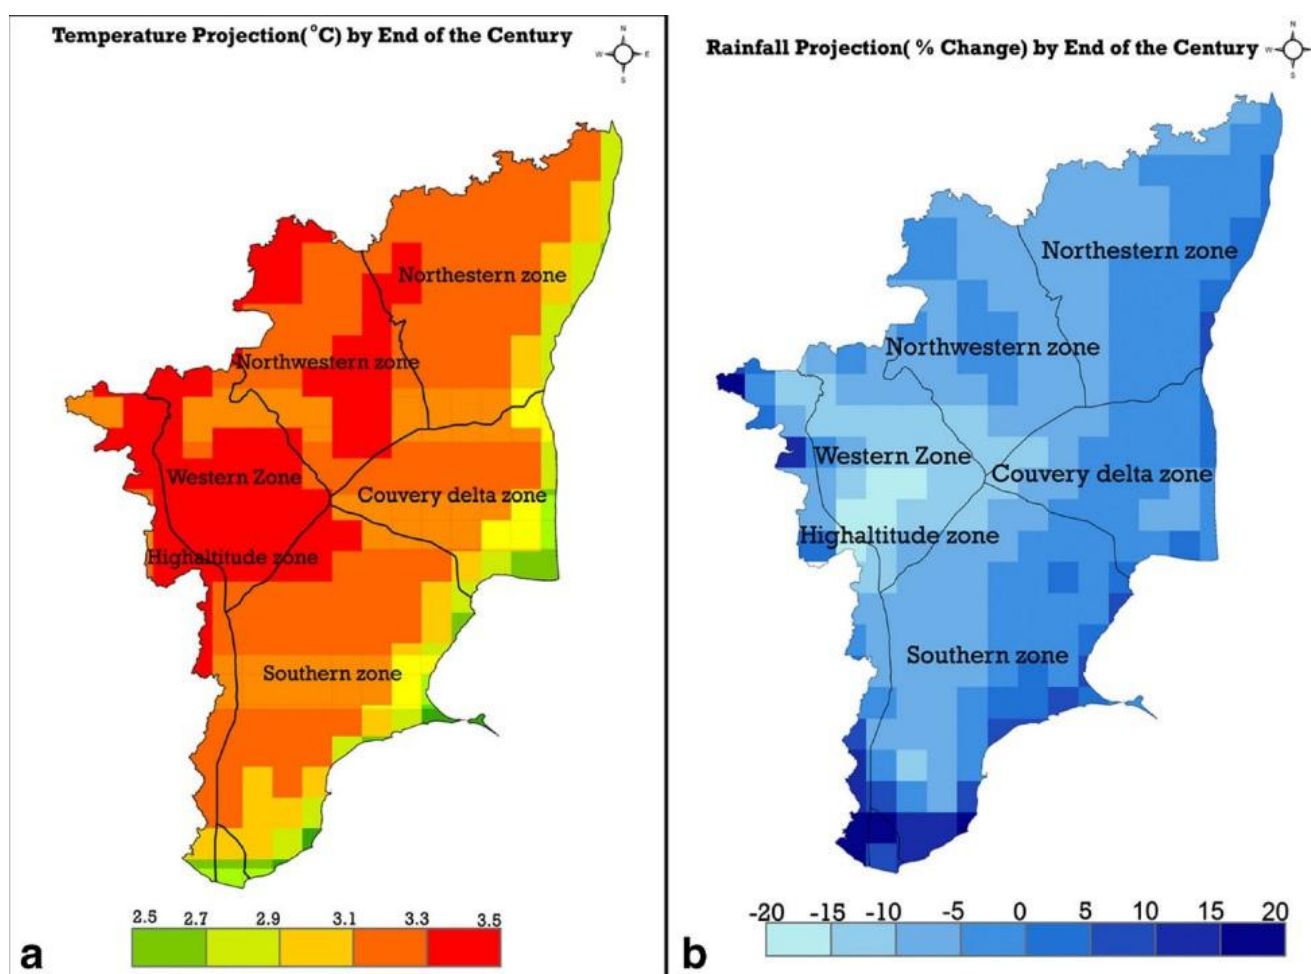 Temperature Projection(°C) by End of the Century
N
W E
S
Northestern zone
Northwestern zone
Western Zone
Couvery delta zone
Highaltitude zone
Southern zone
2.5 2.7 2.9 3.1 3.3 3.5
a
Rainfall Projection( % Change) by End of the Century
N
W E
S
Northestern zone
Northwestern zone
Western Zone
Couvery delta zone
Highaltitude zone
Southern zone
-20 -15 -10 -5 0 5 10 15 20
b